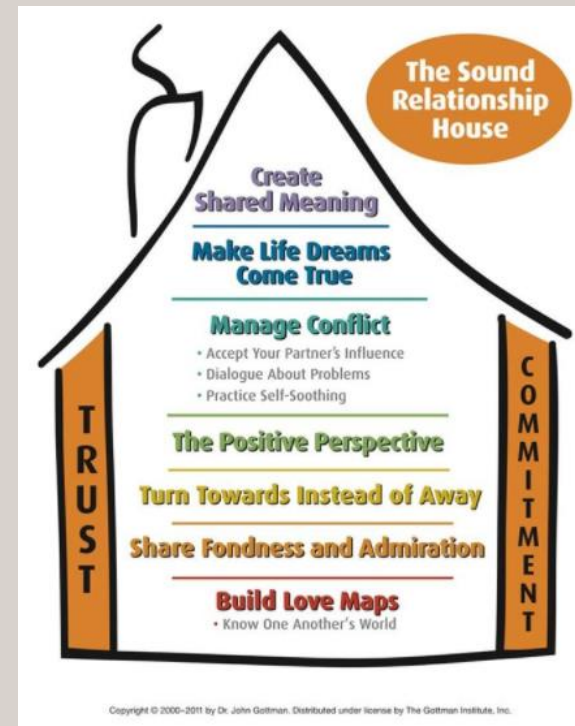 The Sound
Relationship
House
Create
Shared Meaning
Make Life Dreams
Come True
Manage Conflict
• Accept Your Partner's Influence
• Dialogue About Problems
• Practice Self-Soothing
The Positive Perspective
Turn Towards Instead of Away
Share Fondness and Admiration
Build Love Maps
• Know One Another's World
TRUST
COMMITMENT
Copyright © 2000–2011 by Dr. John Gottman. Distributed under license by The Gottman Institute, Inc.